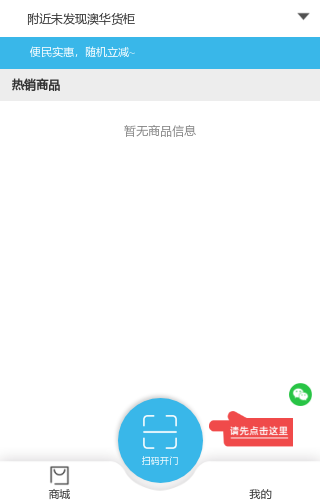 附近未发现澳华货柜
便民实惠，随机立减~
热销商品
暂无商品信息
请先点击这里
扫码开门
商城
我的